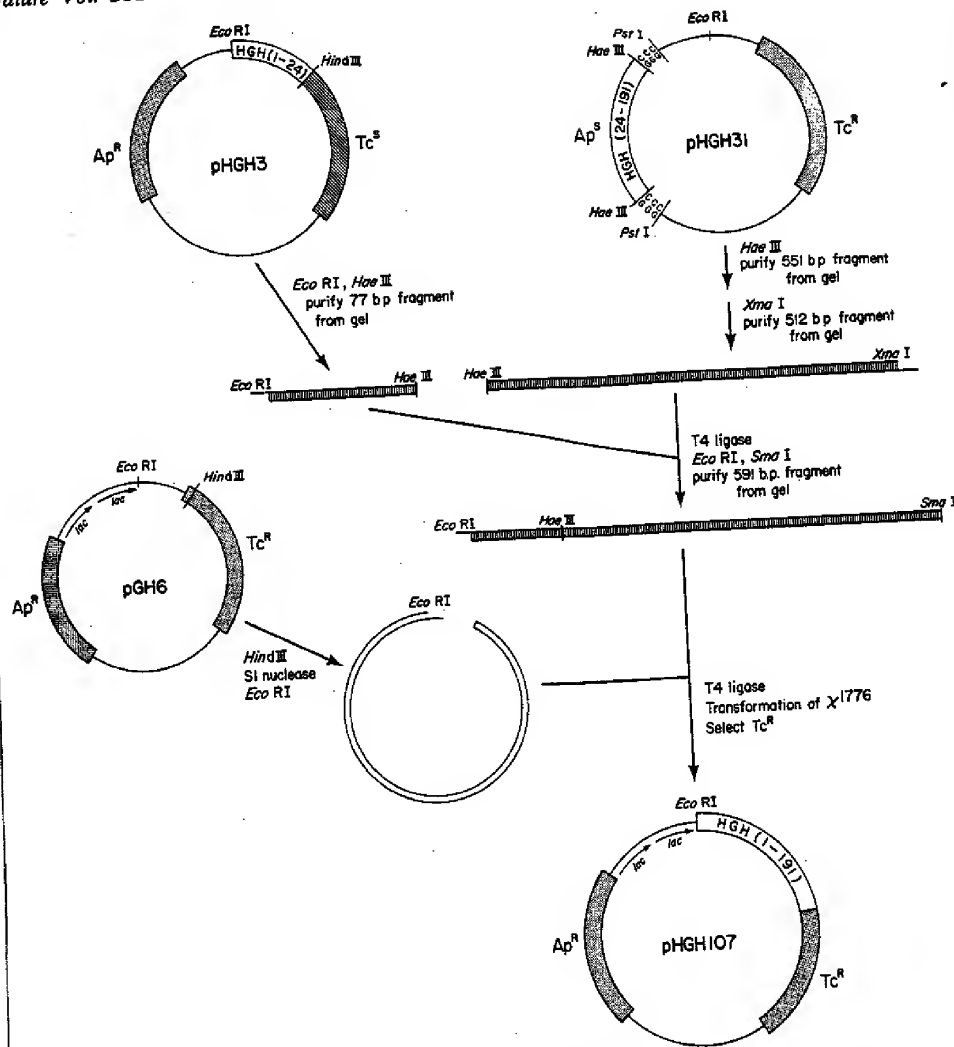 Eco RI
HGH(1-24)
Hind III
Ap^R
Tc^S
pHGH3
Eco RI
Pst I
Hae III
CCC
GGG
HGH (24-191)
Ap^S
Tc^R
pHGH31
CCC
GGG
Hae III
Pst I
Eco RI, Hae III
purify 77 bp fragment
from gel
Hae III
purify 551 bp fragment
from gel
Xma I
purify 512 bp fragment
from gel
Eco RI
Hae III
Hae III
Xma I
T4 ligase
Eco RI, Sma I
purify 591 b.p. fragment
from gel
Eco RI
Hind III
lac
lac
Tc^R
Ap^R
pGH6
Eco RI
Hae III
Sma I
Hind III
S1 nuclease
Eco RI
Eco RI
T4 ligase
Transformation of χ1776
Select Tc^R
Eco RI
HGH (1-191)
lac
lac
Ap^R
pHGH107
Tc^R